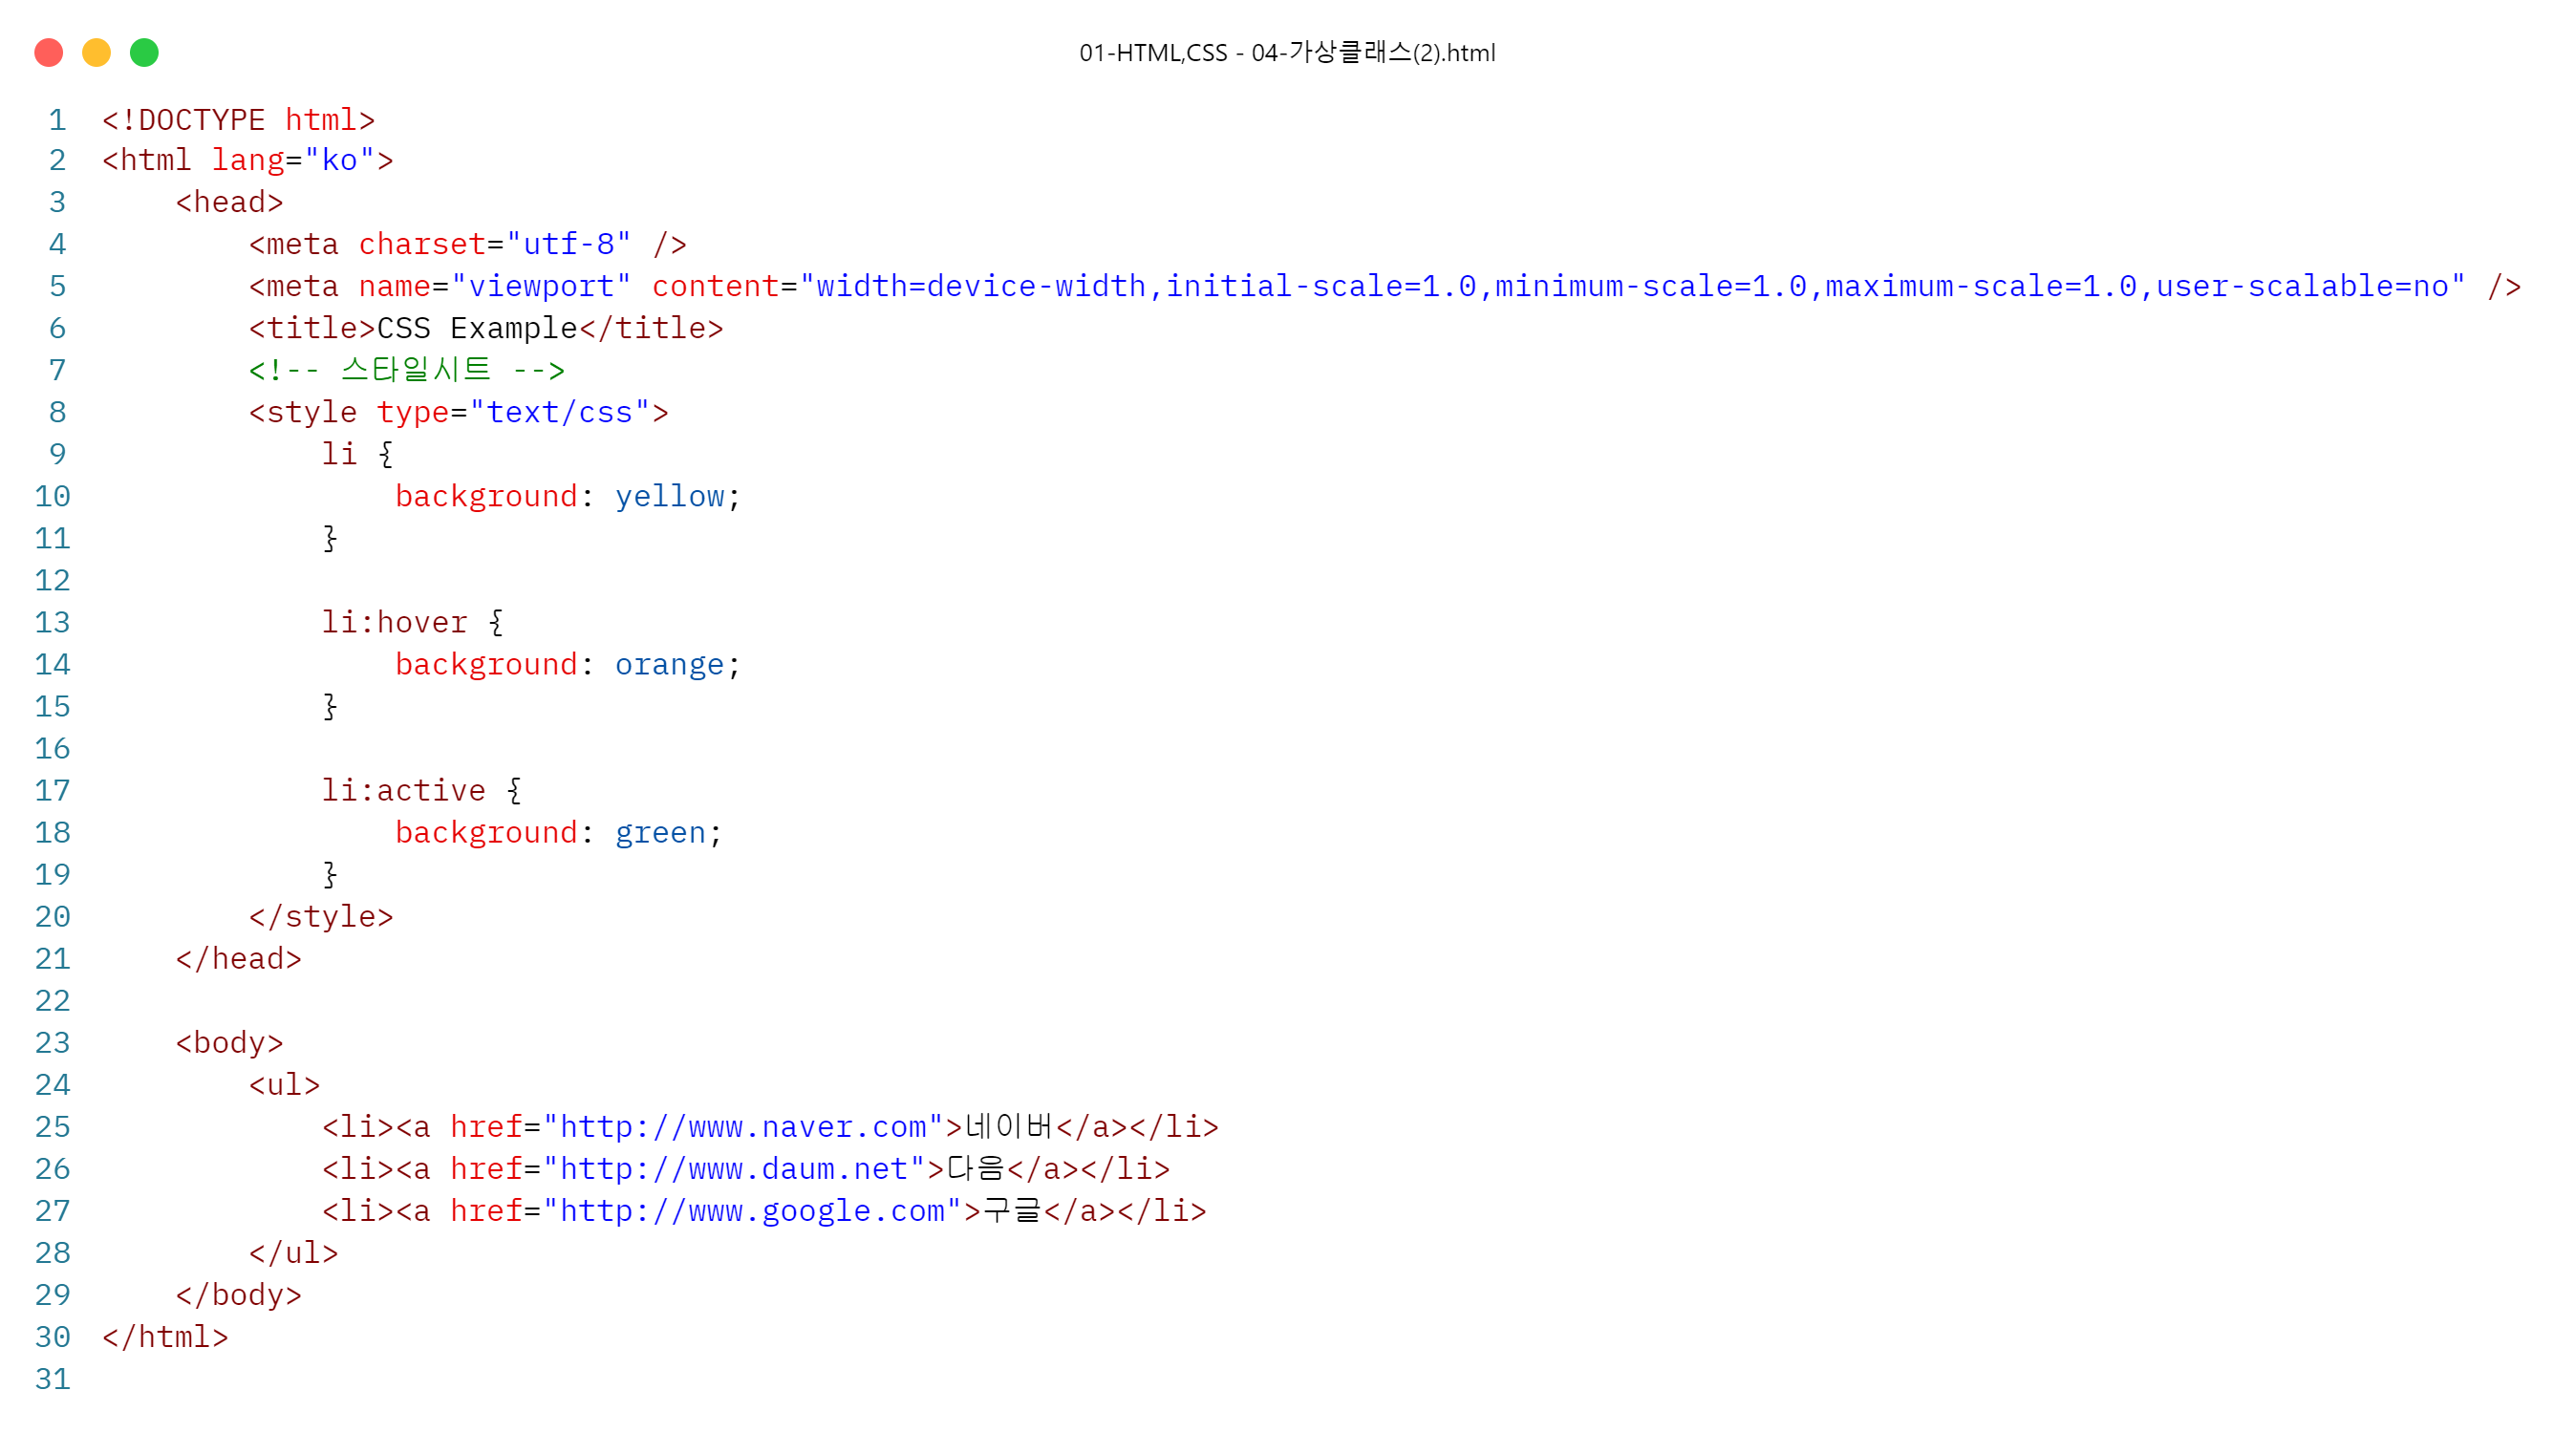 01-HTML,CSS - 04-가상클래스(2).html
1 <!DOCTYPE html>
2 <html lang="ko">
3     <head>
4         <meta charset="utf-8" />
5         <meta name="viewport" content="width=device-width,initial-scale=1.0,minimum-scale=1.0,maximum-scale=1.0,user-scalable=no" />
6         <title>CSS Example</title>
7         <!-- 스타일시트 -->
8         <style type="text/css">
9             li {
10                 background: yellow;
11             }
12
13             li:hover {
14                 background: orange;
15             }
16
17             li:active {
18                 background: green;
19             }
20         </style>
21     </head>
22
23     <body>
24         <ul>
25             <li><a href="http://www.naver.com">네이버</a></li>
26             <li><a href="http://www.daum.net">다음</a></li>
27             <li><a href="http://www.google.com">구글</a></li>
28         </ul>
29     </body>
30 </html>
31